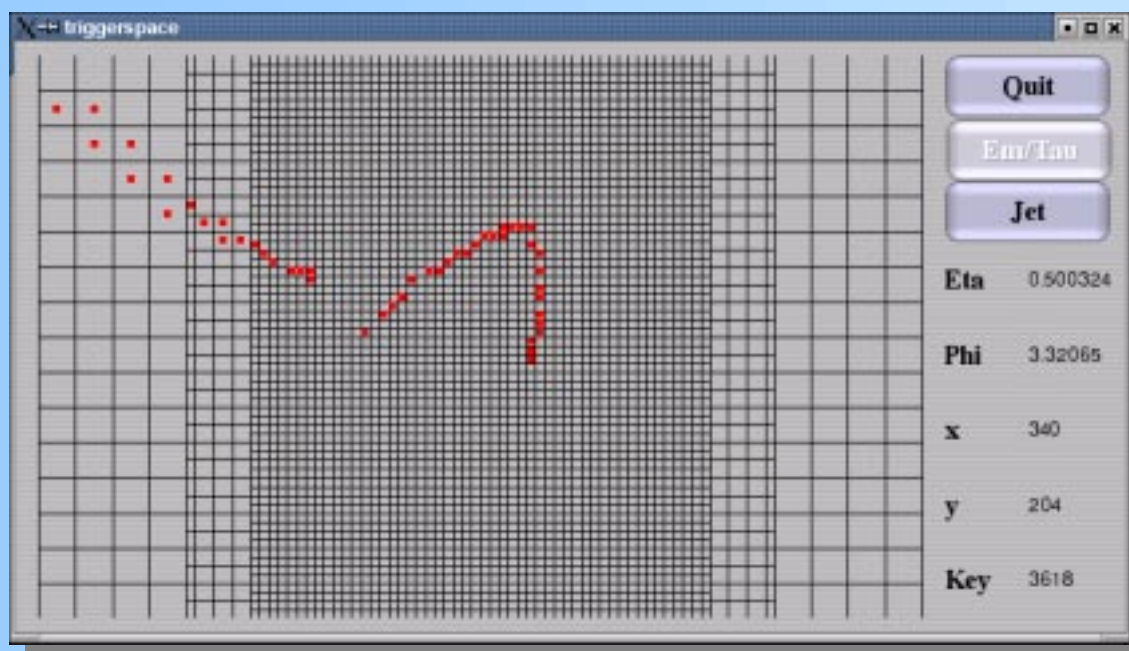 triggerspace
Quit
Em/Tau
Jet
Eta 0.500324
Phi 3.32065
x 340
y 204
Key 3618